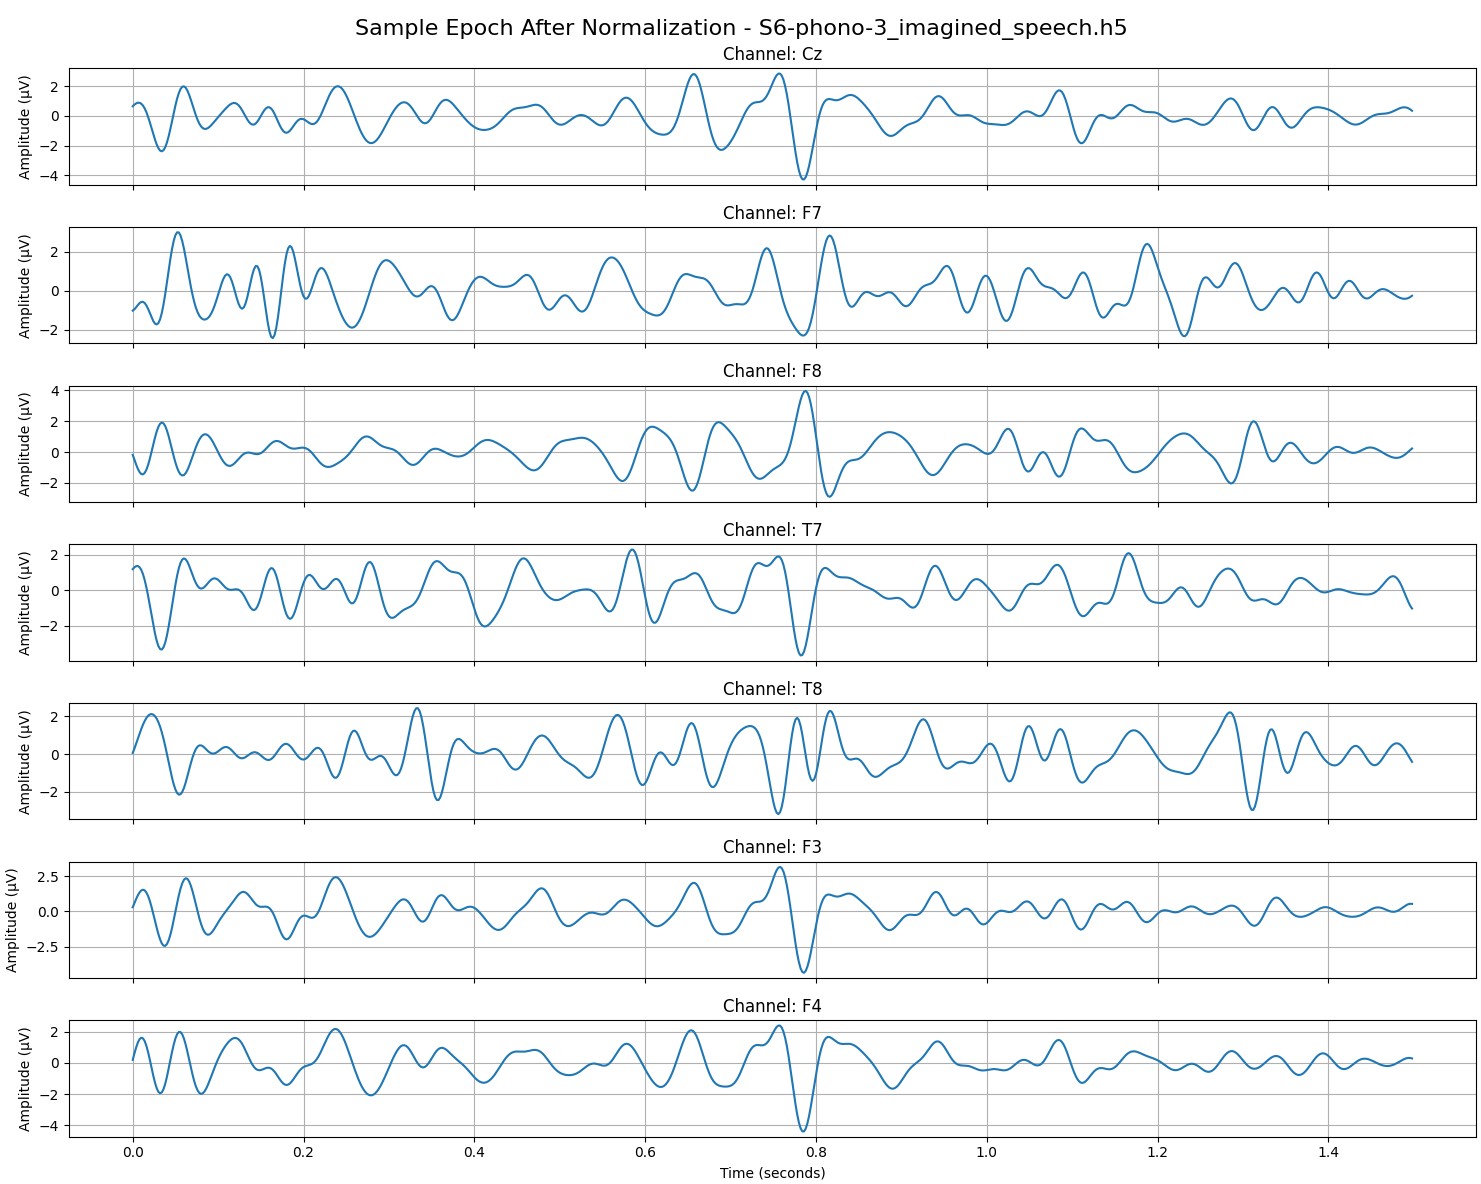 Sample Epoch After Normalization - S6-phono-3_imagined_speech.h5
Channel: Cz
Amplitude (µV)
2
0
−2
−4
Channel: F7
Amplitude (µV)
2
0
−2
Channel: F8
Amplitude (µV)
4
2
0
−2
Channel: T7
Amplitude (µV)
2
0
−2
Channel: T8
Amplitude (µV)
2
0
−2
Channel: F3
Amplitude (µV)
2.5
0.0
−2.5
Channel: F4
Amplitude (µV)
2
0
−2
−4
0.0 0.2 0.4 0.6 0.8 1.0 1.2 1.4
Time (seconds)